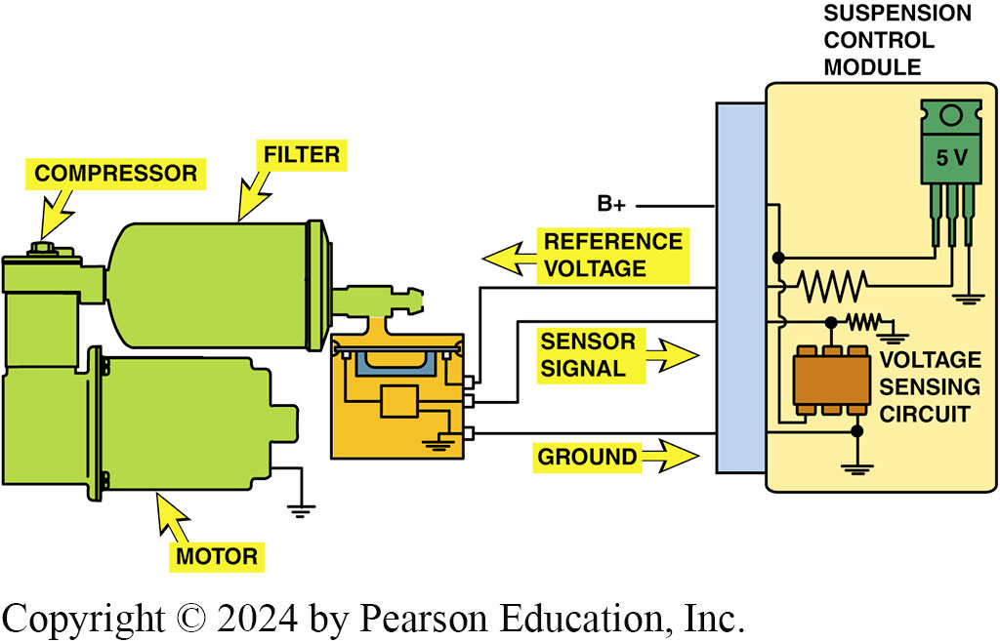 SUSPENSION
CONTROL
MODULE
5 V
FILTER
COMPRESSOR
B+
REFERENCE
VOLTAGE
SENSOR
SIGNAL
VOLTAGE
SENSING
CIRCUIT
GROUND
MOTOR
Copyright © 2024 by Pearson Education, Inc.